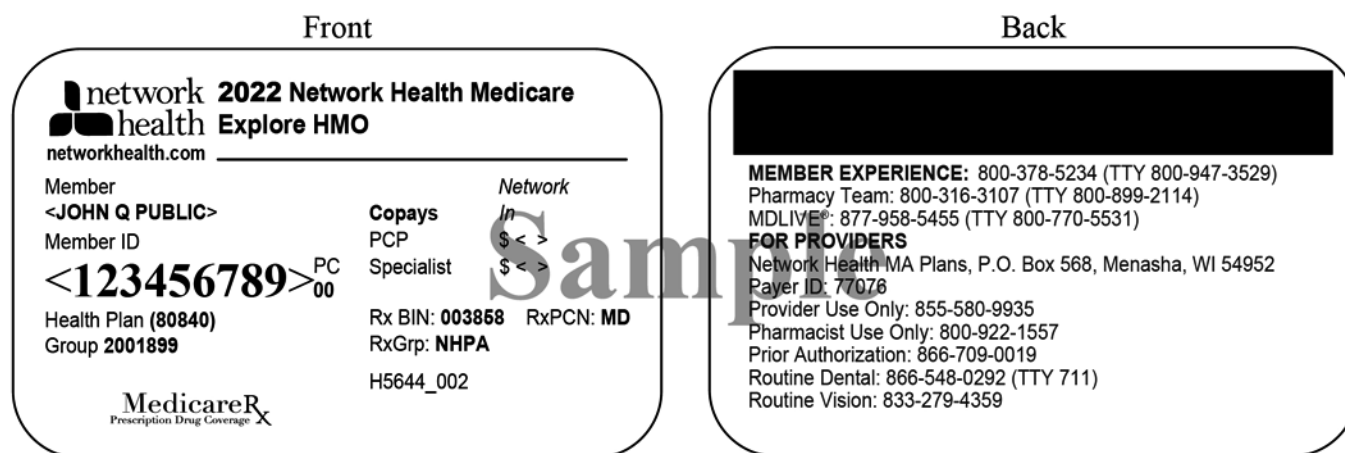 Front
network health
2022 Network Health Medicare
Explore HMO
networkhealth.com
Member
<JOHN Q PUBLIC>
Member ID
<123456789> PC 00
Health Plan (80840)
Group 2001899
MedicareRx
Prescription Drug Coverage
Network
Copays In
PCP $ < >
Specialist $ < >
Rx BIN: 003858 RxPCN: MD
RxGrp: NHPA
H5644_002
Sample
Back
MEMBER EXPERIENCE: 800-378-5234 (TTY 800-947-3529)
Pharmacy Team: 800-316-3107 (TTY 800-899-2114)
MDLIVE®: 877-958-5455 (TTY 800-770-5531)
FOR PROVIDERS
Network Health MA Plans, P.O. Box 568, Menasha, WI 54952
Payer ID: 77076
Provider Use Only: 855-580-9935
Pharmacist Use Only: 800-922-1557
Prior Authorization: 866-709-0019
Routine Dental: 866-548-0292 (TTY 711)
Routine Vision: 833-279-4359